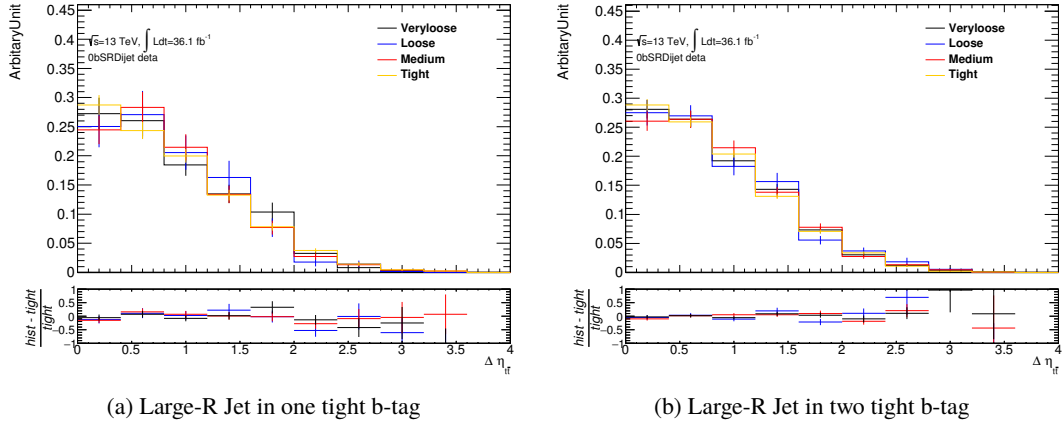 ArbitaryUnit
0.45
0.4
0.35
0.3
0.25
0.2
0.15
0.1
0.05
0
√s=13 TeV, ∫ Ldt=36.1 fb⁻¹
0bSRDijet deta
Veryloose
Loose
Medium
Tight
hist - tight
tight
1
0.5
0
−0.5
−1
0 0.5 1 1.5 2 2.5 3 3.5 4
Δ η_tt̄
(a) Large-R Jet in one tight b-tag
ArbitaryUnit
0.45
0.4
0.35
0.3
0.25
0.2
0.15
0.1
0.05
0
√s=13 TeV, ∫ Ldt=36.1 fb⁻¹
0bSRDijet deta
Veryloose
Loose
Medium
Tight
hist - tight
tight
1
0.5
0
−0.5
−1
0 0.5 1 1.5 2 2.5 3 3.5 4
Δ η_tt̄
(b) Large-R Jet in two tight b-tag